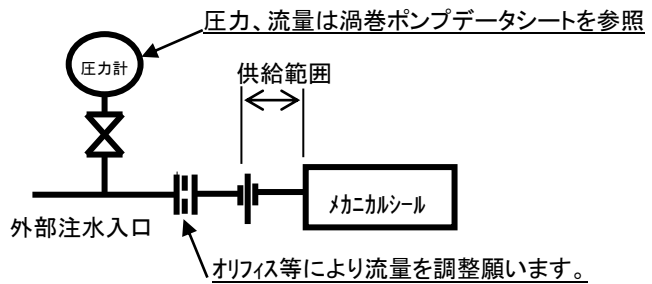 圧力、流量は渦巻ポンプデータシートを参照
圧力計
供給範囲
メカニカルシール
外部注水入口
オリフィス等により流量を調整願います。